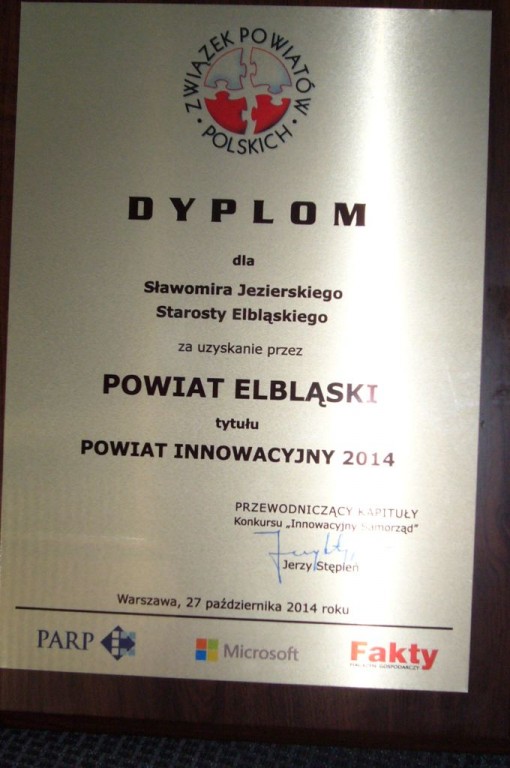 ZWIĄZEK POWIATÓW
POLSKICH
DYPLOM
dla
Sławomira Jezierskiego
Starosty Elbląskiego
za uzyskanie przez
POWIAT ELBLĄSKI
tytułu
POWIAT INNOWACYJNY 2014
PRZEWODNICZĄCY KAPITUŁY
Konkursu „Innowacyjny Samorząd”
Jerzy Stępień
Warszawa, 27 października 2014 roku
PARP
Microsoft
Fakty
GOSPODARCZY